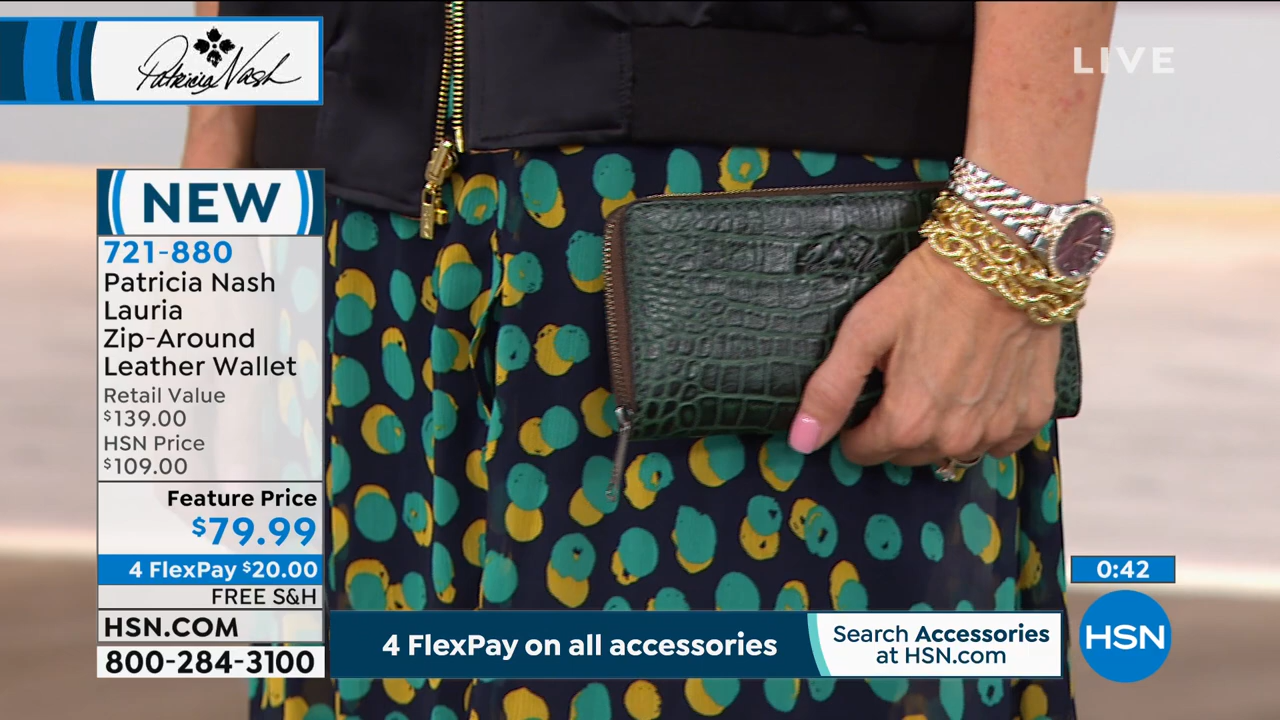 Patricia Nash
LIVE
NEW
721-880
Patricia Nash
Lauria
Zip-Around
Leather Wallet
Retail Value
$139.00
HSN Price
$109.00
Feature Price
$79.99
4 FlexPay $20.00
FREE S&H
HSN.COM
800-284-3100
4 FlexPay on all accessories
Search Accessories
at HSN.com
0:42
HSN